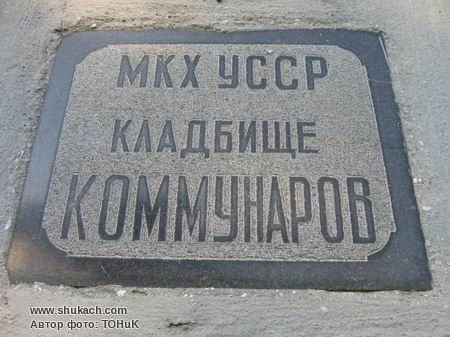 МКХ УССР
КЛАДБИЩЕ
КОММУНАРОВ
www.shukach.com
Автор фото: ТОНиК